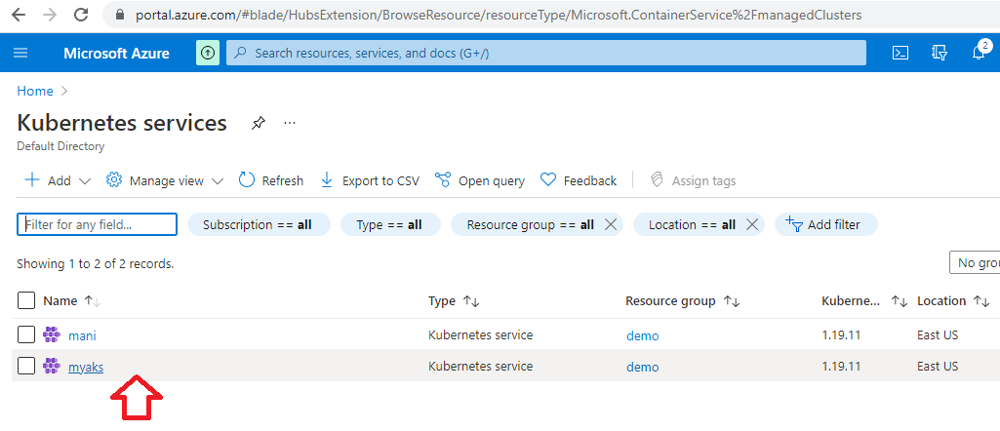 portal.azure.com/#blade/HubsExtension/BrowseResource/resourceType/Microsoft.ContainerService%2FmanagedClusters
Microsoft Azure Search resources, services, and docs (G+/) 2
Home >
Kubernetes services ...
Default Directory
Add Manage view Refresh Export to CSV Open query Feedback Assign tags
Filter for any field... Subscription == all Type == all Resource group == all Location == all Add filter
Showing 1 to 2 of 2 records.
No grou
Name Type Resource group Kuberne... Location
mani Kubernetes service demo 1.19.11 East US
myaks Kubernetes service demo 1.19.11 East US